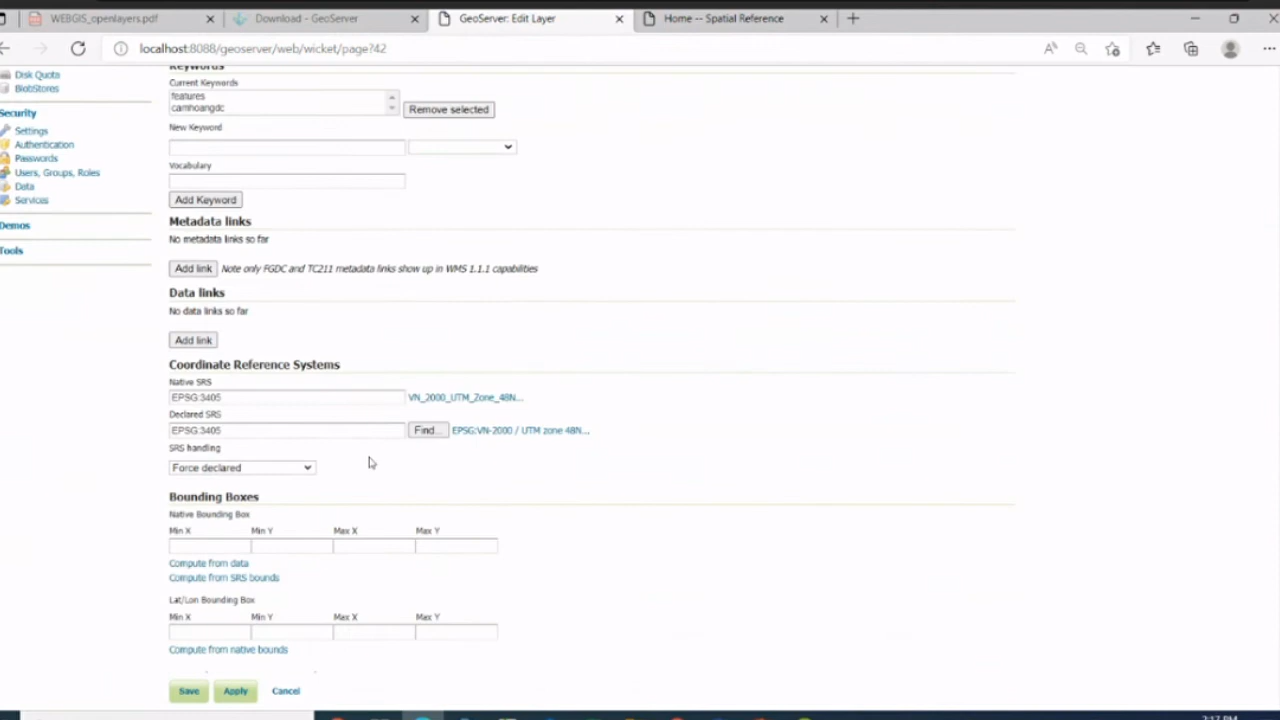 WEBGIS_openlayers.pdf
Download - GeoServer
GeoServer: Edit Layer
Home -- Spatial Reference
localhost:8088/geoserver/web/wicket/page?42
Disk Quota
BlobStores
Security
Settings
Authentication
Passwords
Users, Groups, Roles
Data
Services
Demos
Tools
Keywords
Current Keywords
features
camhoangdc
Remove selected
New Keyword
Vocabulary
Add Keyword
Metadata links
No metadata links so far
Add link Note only FGDC and TC211 metadata links show up in WMS 1.1.1 capabilities
Data links
No data links so far
Add link
Coordinate Reference Systems
Native SRS
EPSG:3405 VN_2000_UTM_Zone_48N...
Declared SRS
EPSG:3405 Find... EPSG:VN-2000 / UTM zone 48N...
SRS handling
Force declared
Bounding Boxes
Native Bounding Box
Min X Min Y Max X Max Y
Compute from data
Compute from SRS bounds
Lat/Lon Bounding Box
Min X Min Y Max X Max Y
Compute from native bounds
Save Apply Cancel
2:17 PM